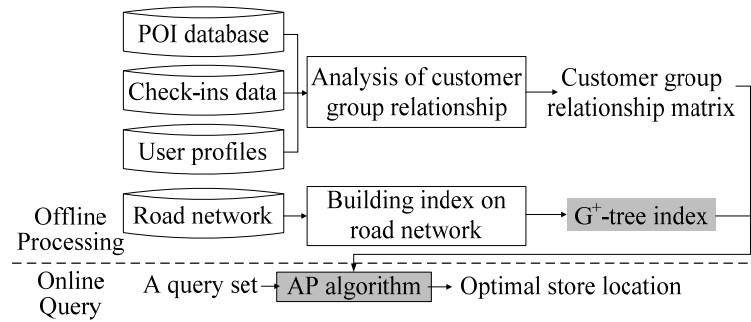 POI database
Check-ins data
User profiles
Analysis of customer
group relationship
Customer group
relationship matrix
Offline
Processing
Road network
Building index on
road network
G⁺-tree index
Online
Query
A query set
AP algorithm
Optimal store location